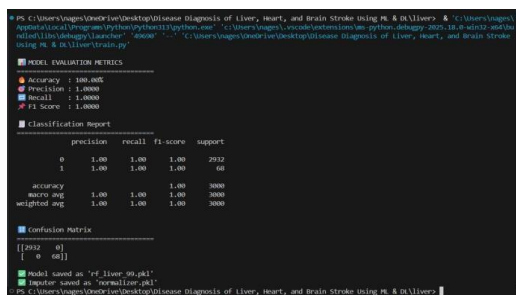 PS C:\Users\nages\OneDrive\Desktop\Disease Diagnosis of Liver, Heart, and Brain Stroke Using ML & DL\liver> & 'C:\Users\nages\
AppData\Local\Programs\Python\Python313\python.exe' 'c:\Users\nages\.vscode\extensions\ms-python.debugpy-2025.18.0-win32-x64\bu
ndled\libs\debugpy\launcher' '49690' '--' 'C:\Users\nages\OneDrive\Desktop\Disease Diagnosis of Liver, Heart, and Brain Stroke
Using ML & DL\liver\train.py'
MODEL EVALUATION METRICS
===================================
Accuracy : 100.00%
Precision : 1.0000
Recall : 1.0000
F1 Score : 1.0000
Classification Report
===================================
precision recall f1-score support
0 1.00 1.00 1.00 2932
1 1.00 1.00 1.00 68
accuracy 1.00 3000
macro avg 1.00 1.00 1.00 3000
weighted avg 1.00 1.00 1.00 3000
Confusion Matrix
===================================
[[2932 0]
[ 0 68]]
Model saved as 'rf_liver_99.pkl'
Imputer saved as 'normalizer.pkl'
PS C:\Users\nages\OneDrive\Desktop\Disease Diagnosis of Liver, Heart, and Brain Stroke Using ML & DL\liver>